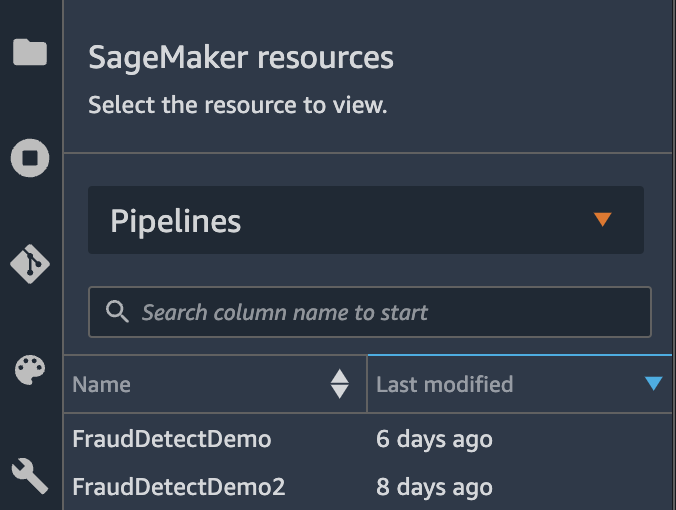 SageMaker resources
Select the resource to view.
Pipelines
Search column name to start
Name Last modified
FraudDetectDemo 6 days ago
FraudDetectDemo2 8 days ago